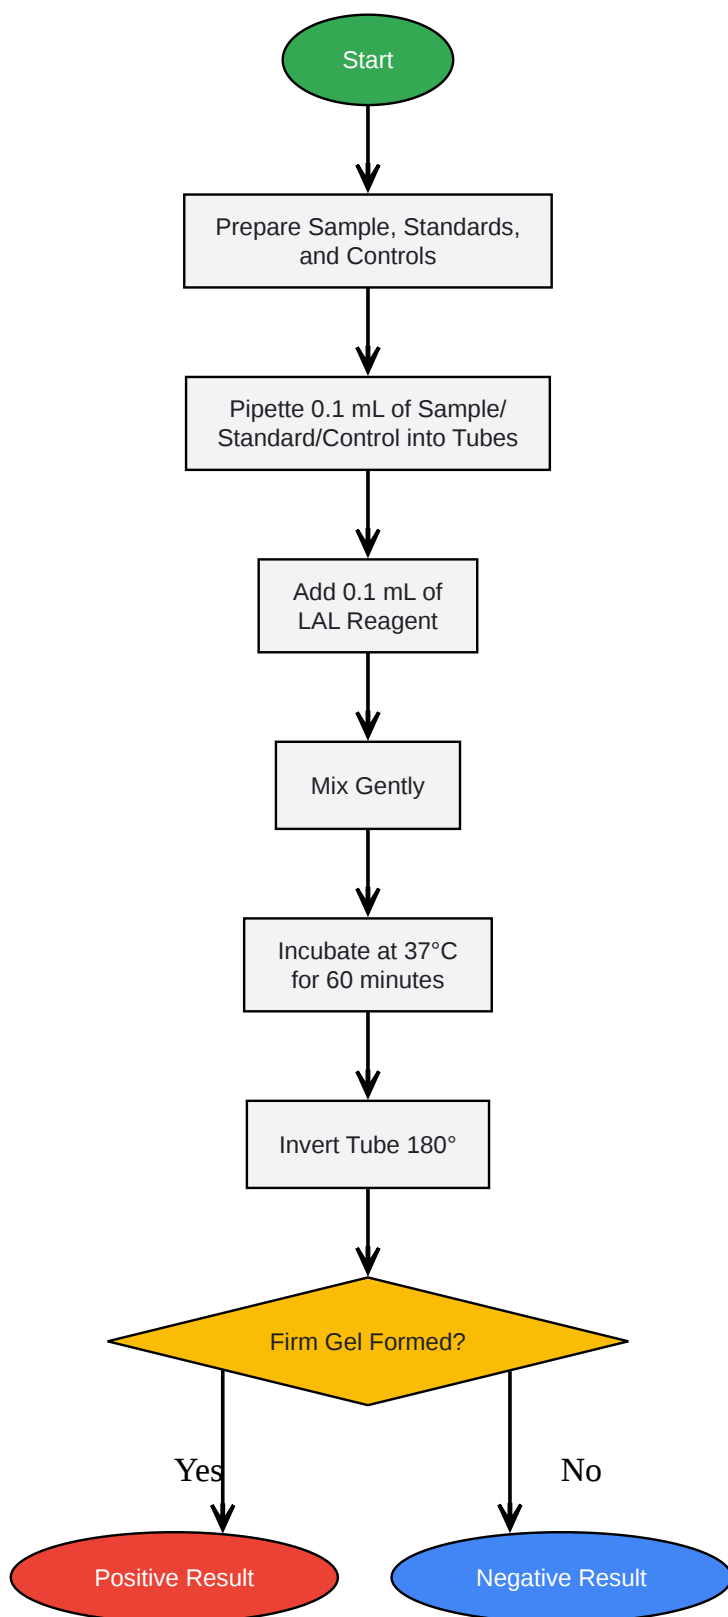 Start
Prepare Sample, Standards,
and Controls
Pipette 0.1 mL of Sample/
Standard/Control into Tubes
Add 0.1 mL of
LAL Reagent
Mix Gently
Incubate at 37°C
for 60 minutes
Invert Tube 180°
Firm Gel Formed?
Yes
No
Positive Result
Negative Result